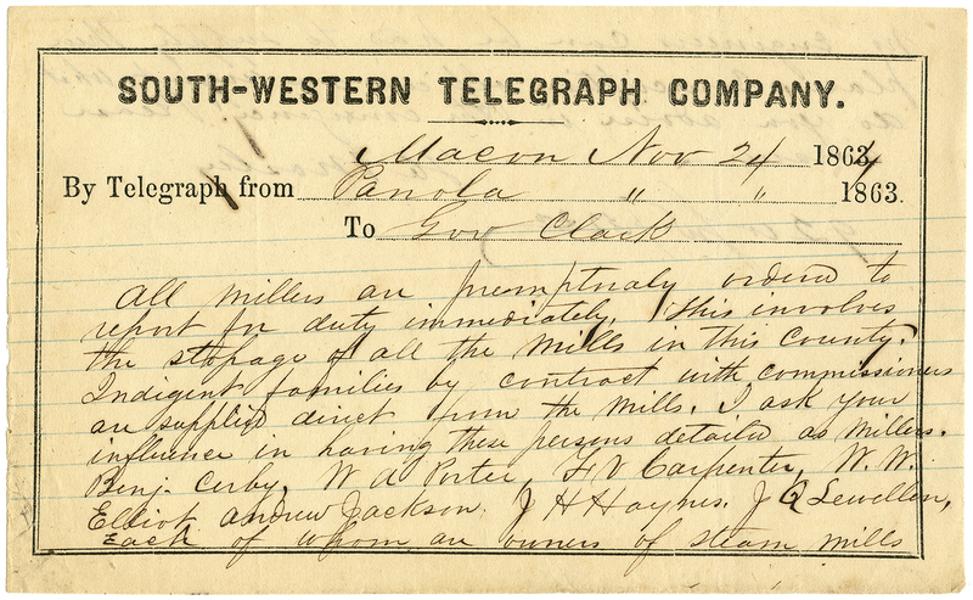 SOUTH-WESTERN TELEGRAPH COMPANY.
Macon Nov 24 1864
By Telegraph from Panola " " 1863.
To Gov Clark
All millers are premptoraly ordered to
report for duty immediately. This involves
the stopage of all the mills in this County.
Indigent families by contract with commissioners
are supplied direct from the mills. I ask your
influence in having these persons detailed as millers.
Benj. Cerby, W A Porter, F V Carpenter, W. W.
Elliot andrew Jackson. J H Haynes. J Q Lewellen,
Each of whom are owners of steam mills